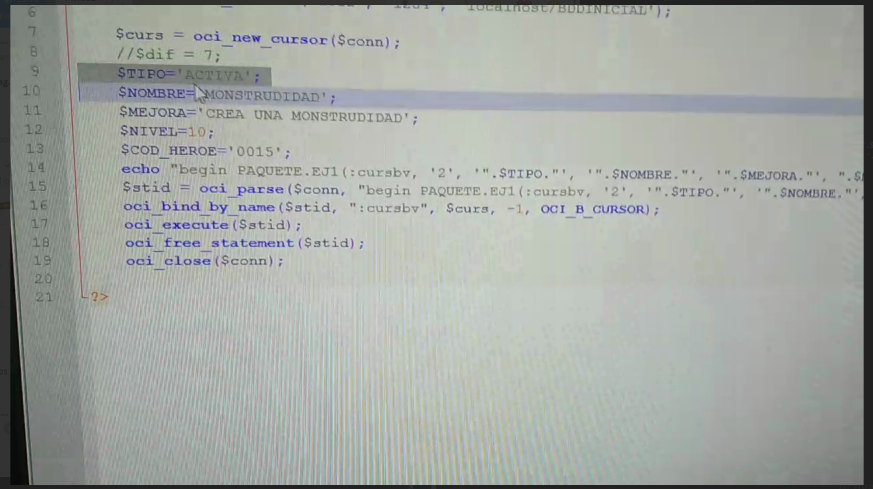 6 localhost/BDDINICIAL');
7 $curs = oci_new_cursor($conn);
8 //$dif = 7;
9 $TIPO='ACTIVA';
10 $NOMBRE='MONSTRUDIDAD';
11 $MEJORA='CREA UNA MONSTRUDIDAD';
12 $NIVEL=10;
13 $COD_HEROE='0015';
14 echo "begin PAQUETE.EJ1(:cursbv, '2', '".$TIPO."', '".$NOMBRE."', '".$MEJORA."', ".$
15 $stid = oci_parse($conn, "begin PAQUETE.EJ1(:cursbv, '2', '".$TIPO."', '".$NOMBRE."',
16 oci_bind_by_name($stid, ":cursbv", $curs, -1, OCI_B_CURSOR);
17 oci_execute($stid);
18 oci_free_statement($stid);
19 oci_close($conn);
20
21 ?>